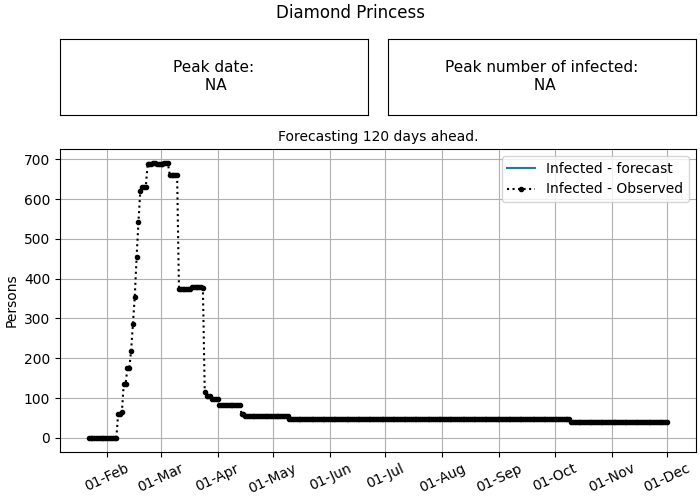 Diamond Princess
Peak date:
NA
Peak number of infected:
NA
Forecasting 120 days ahead.
Infected - forecast
Infected - Observed
Persons
700
600
500
400
300
200
100
0
01-Feb
01-Mar
01-Apr
01-May
01-Jun
01-Jul
01-Aug
01-Sep
01-Oct
01-Nov
01-Dec